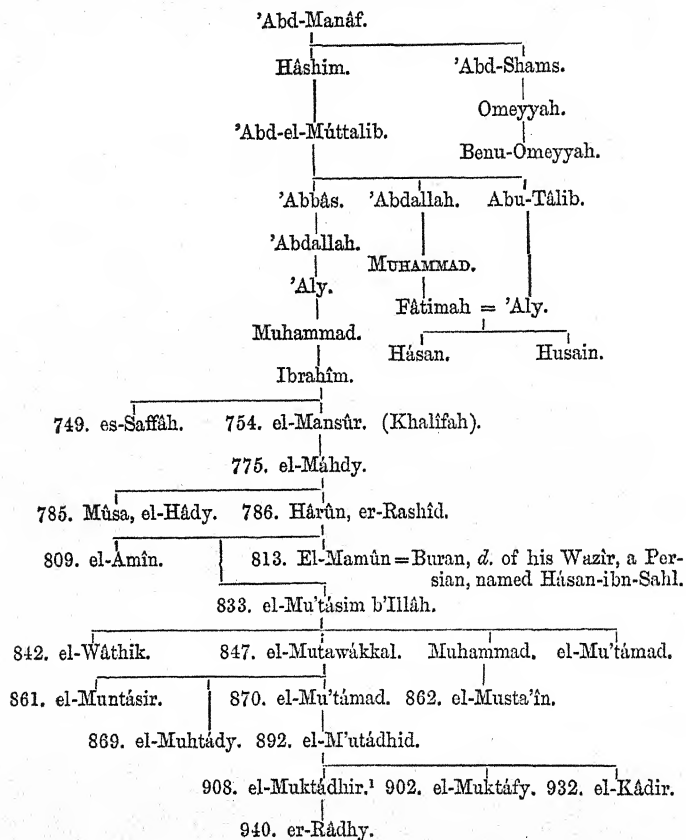 ’Abd-Manâf.
Hâshim. ’Abd-Shams.
Omeyyah.
’Abd-el-Múttalib.
Benu-Omeyyah.
’Abbâs. ’Abdallah. Abu-Tâlib.
’Abdallah.
MUHAMMAD.
’Aly.
Fâtimah = ’Aly.
Muhammad.
Hásan. Husain.
Ibrahîm.
749. es-Saffâh. 754. el-Mansûr. (Khalîfah).
775. el-Máhdy.
785. Mûsa, el-Hâdy. 786. Hârûn, er-Rashîd.
809. el-Amîn. 813. El-Mamûn=Buran, d. of his Wazîr, a Per-
sian, named Hásan-ibn-Sahl.
833. el-Mu’tásim b’Illâh.
842. el-Wâthik. 847. el-Mutawákkal. Muhammad. el-Mu’támad.
861. el-Muntásir. 870. el-Mu’támad. 862. el-Musta’în.
869. el-Muhtády. 892. el-M’utádhid.
908. el-Muktádhir.¹ 902. el-Muktáfy. 932. el-Kâdir.
940. er-Râdhy.